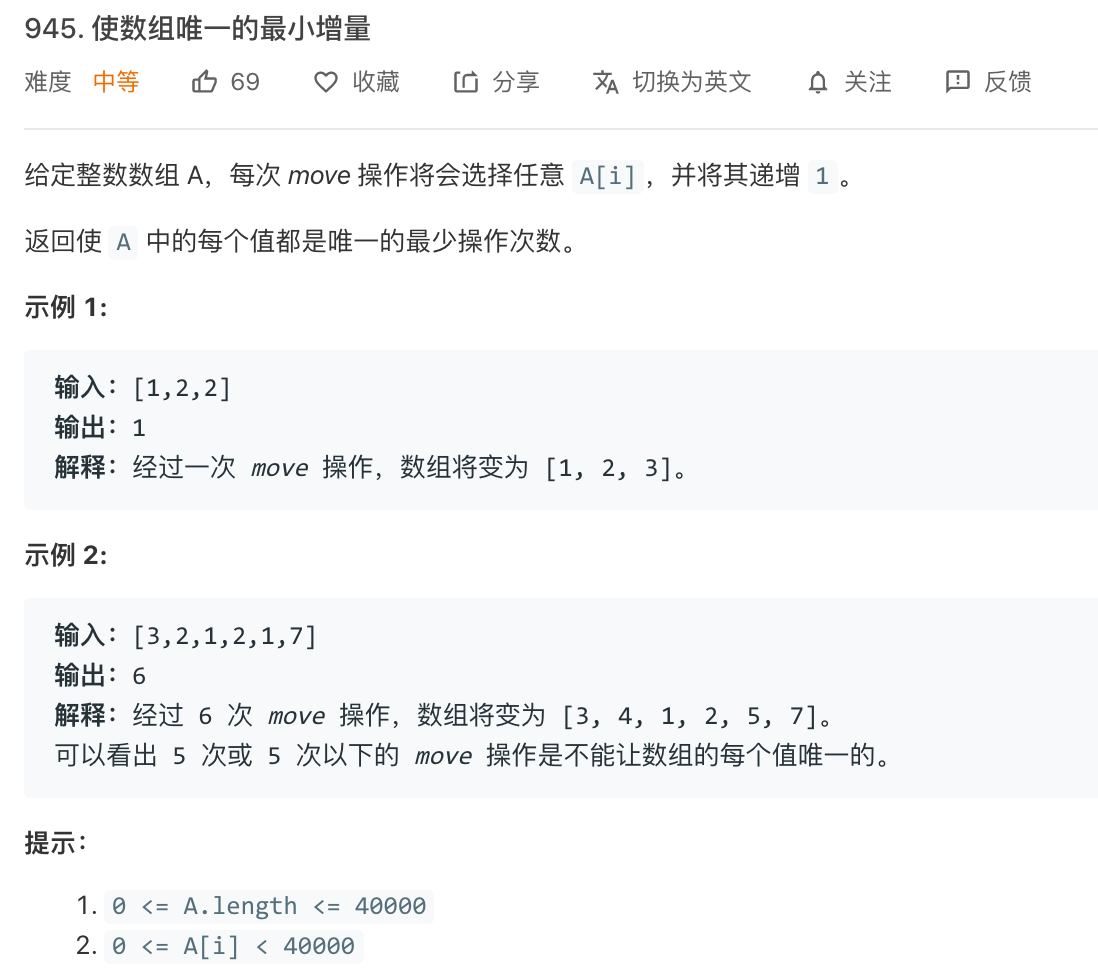 945. 使数组唯一的最小增量
难度 中等 69 收藏 分享 切换为英文 关注 反馈
给定整数数组 A，每次 move 操作将会选择任意 A[i]，并将其递增 1。
返回使 A 中的每个值都是唯一的最少操作次数。
示例 1:
输入：[1,2,2]
输出：1
解释：经过一次 move 操作，数组将变为 [1, 2, 3]。
示例 2:
输入：[3,2,1,2,1,7]
输出：6
解释：经过 6 次 move 操作，数组将变为 [3, 4, 1, 2, 5, 7]。
可以看出 5 次或 5 次以下的 move 操作是不能让数组的每个值唯一的。
提示：
1. 0 <= A.length <= 40000
2. 0 <= A[i] < 40000